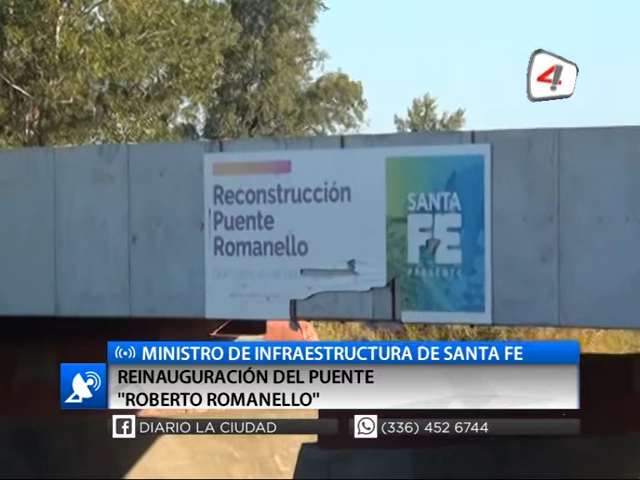 4
Reconstrucción
Puente
Romanello
SANTA
FE
PRESENTE
MINISTRO DE INFRAESTRUCTURA DE SANTA FE
REINAUGURACIÓN DEL PUENTE
"ROBERTO ROMANELLO"
DIARIO LA CIUDAD
(336) 452 6744